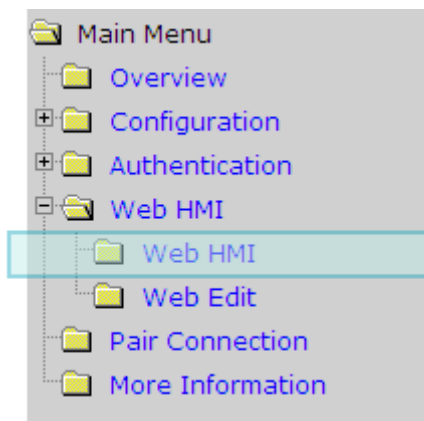 Main Menu
Overview
Configuration
Authentication
Web HMI
Web HMI
Web Edit
Pair Connection
More Information